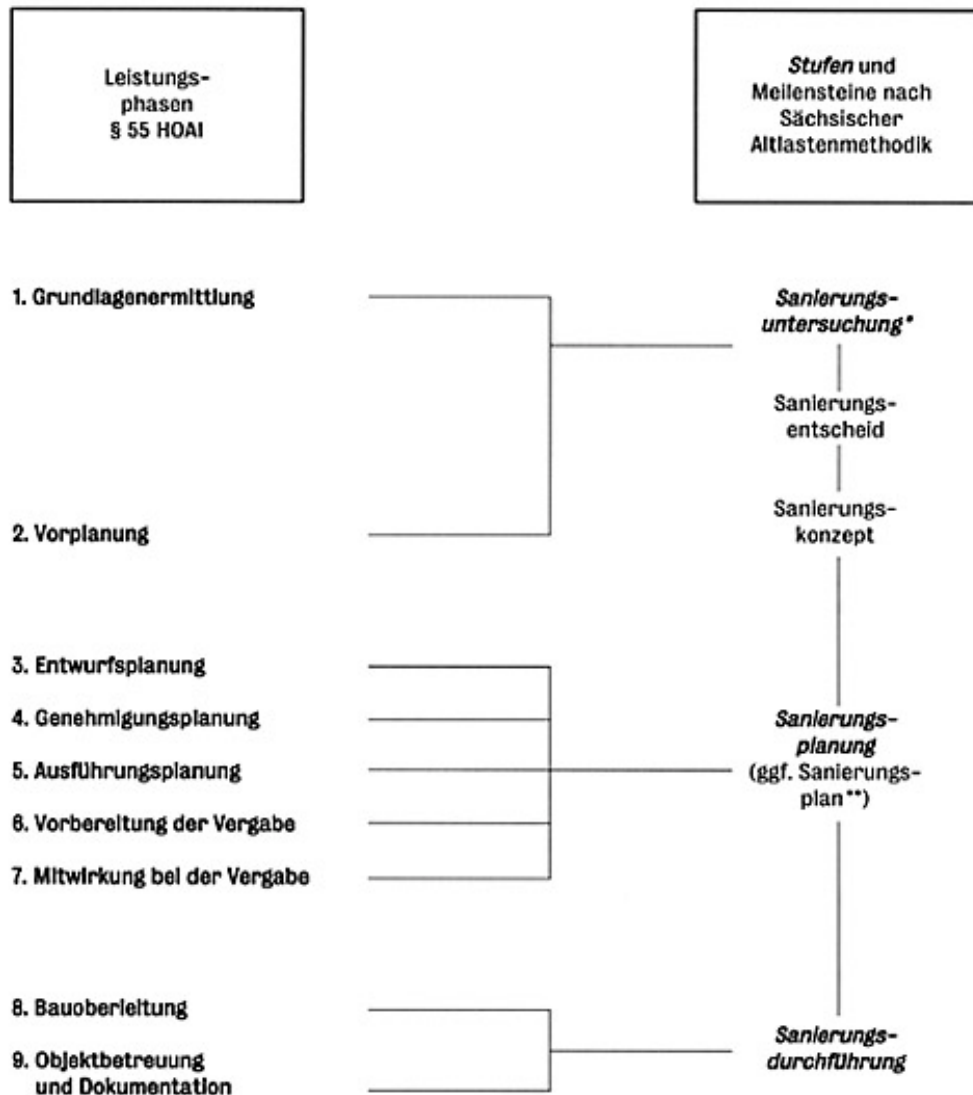 Leistungs-
phasen
§ 55 HOAI
Stufen und
Meilensteine nach
Sächsischer
Altlastenmethodik
1. Grundlagenermittlung
2. Vorplanung
3. Entwurfsplanung
4. Genehmigungsplanung
5. Ausführungsplanung
6. Vorbereitung der Vergabe
7. Mitwirkung bei der Vergabe
8. Bauoberleitung
9. Objektbetreuung
und Dokumentation
Sanierungs-
untersuchung*
Sanierungs-
entscheid
Sanierungs-
konzept
Sanierungs-
planung
(ggf. Sanierungs-
plan**)
Sanierungs-
durchführung